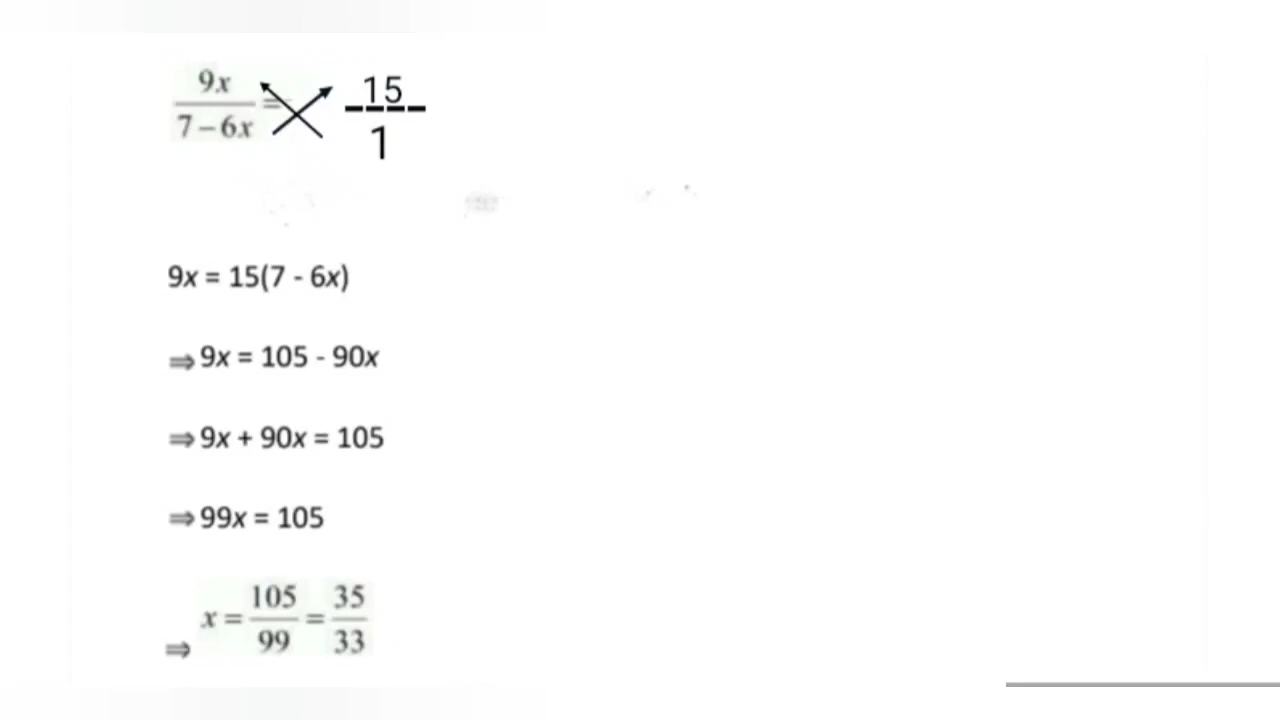 9x/(7 – 6x) = 15/1
9x = 15(7 - 6x)
⇒ 9x = 105 - 90x
⇒ 9x + 90x = 105
⇒ 99x = 105
⇒ x = 105/99 = 35/33